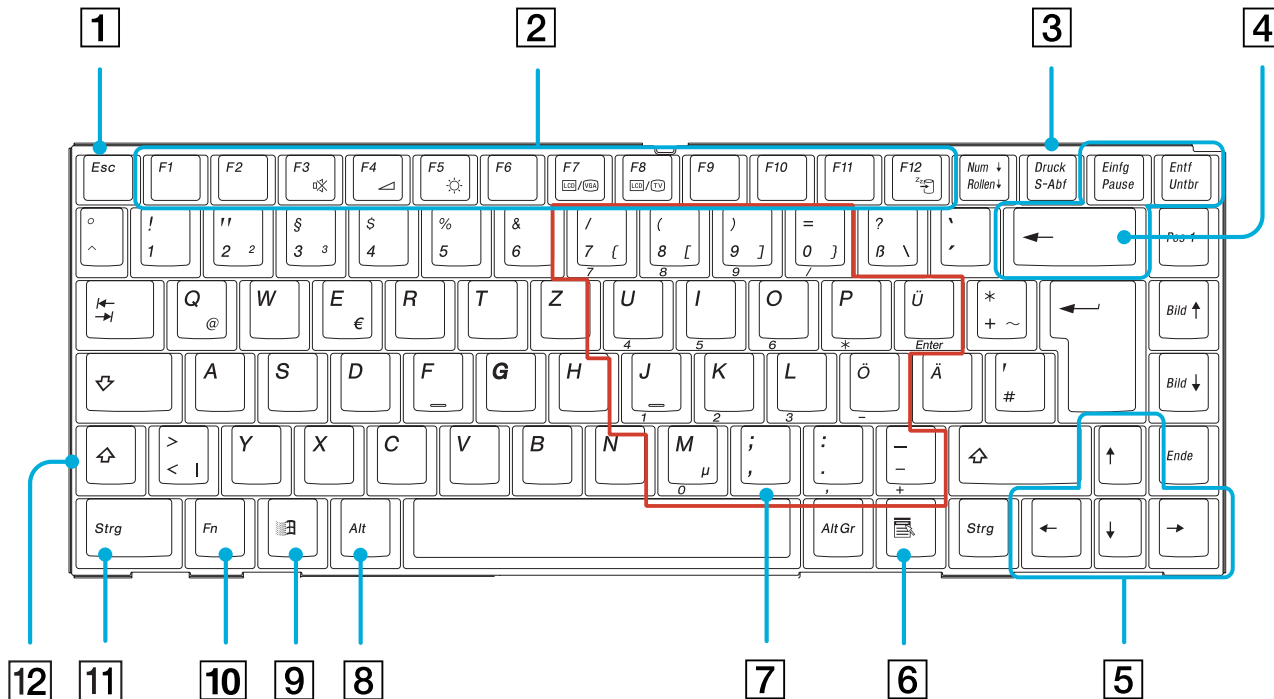 1 2 3 4
Esc F1 F2 F3 F4 F5 F6 F7 LCD/VGA F8 LCD/TV F9 F10 F11 F12 Num ↓ Rollen ↓ Druck S-Abf Einfg Pause Entf Untbr
° ^ ! 1 " 2 2 § 3 3 $ 4 % 5 & 6 / 7 { 7 ( 8 [ 8 ) 9 ] 9 = 0 } / ? ß \ ` ´ ← Pos 1
Q @ W E € R T Z U 4 I 5 O 6 P * Ü Enter * + ~ Bild ↑
A S D F G H J 1 K 2 L 3 Ö - Ä ' # Bild ↓
> < | Y X C V B N M µ 0 ; , : . , — – + ↑ Ende
Strg Fn Alt Alt Gr Strg ← ↓ →
12 11 10 9 8 7 6 5